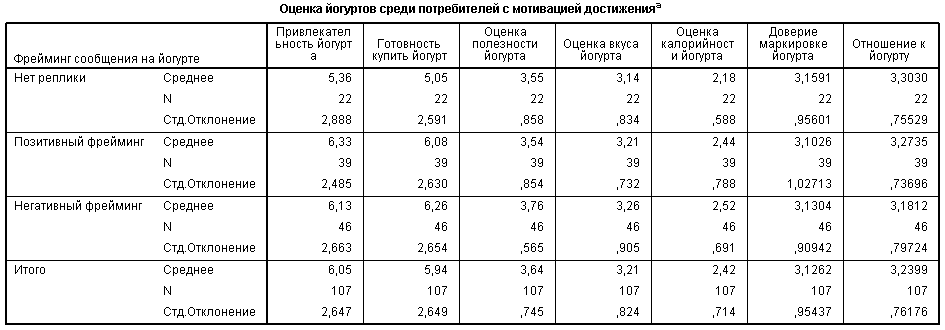 Оценка йогуртов среди потребителей с мотивацией достиженияª
Фрейминг сообщения на йогурте Привлекател ьность йогурт а Готовность купить йогурт Оценка полезности йогурта Оценка вкуса йогурта Оценка калорийност и йогурта Доверие маркировке йогурта Отношение к йогурту
Нет реплики Среднее 5,36 5,05 3,55 3,14 2,18 3,1591 3,3030
N 22 22 22 22 22 22 22
Стд.Отклонение 2,888 2,591 ,858 ,834 ,588 ,95601 ,75529
Позитивный фрейминг Среднее 6,33 6,08 3,54 3,21 2,44 3,1026 3,2735
N 39 39 39 39 39 39 39
Стд.Отклонение 2,485 2,630 ,854 ,732 ,788 1,02713 ,73696
Негативный фрейминг Среднее 6,13 6,26 3,76 3,26 2,52 3,1304 3,1812
N 46 46 46 46 46 46 46
Стд.Отклонение 2,663 2,654 ,565 ,905 ,691 ,90942 ,79724
Итого Среднее 6,05 5,94 3,64 3,21 2,42 3,1262 3,2399
N 107 107 107 107 107 107 107
Стд.Отклонение 2,647 2,649 ,745 ,824 ,714 ,95437 ,76176